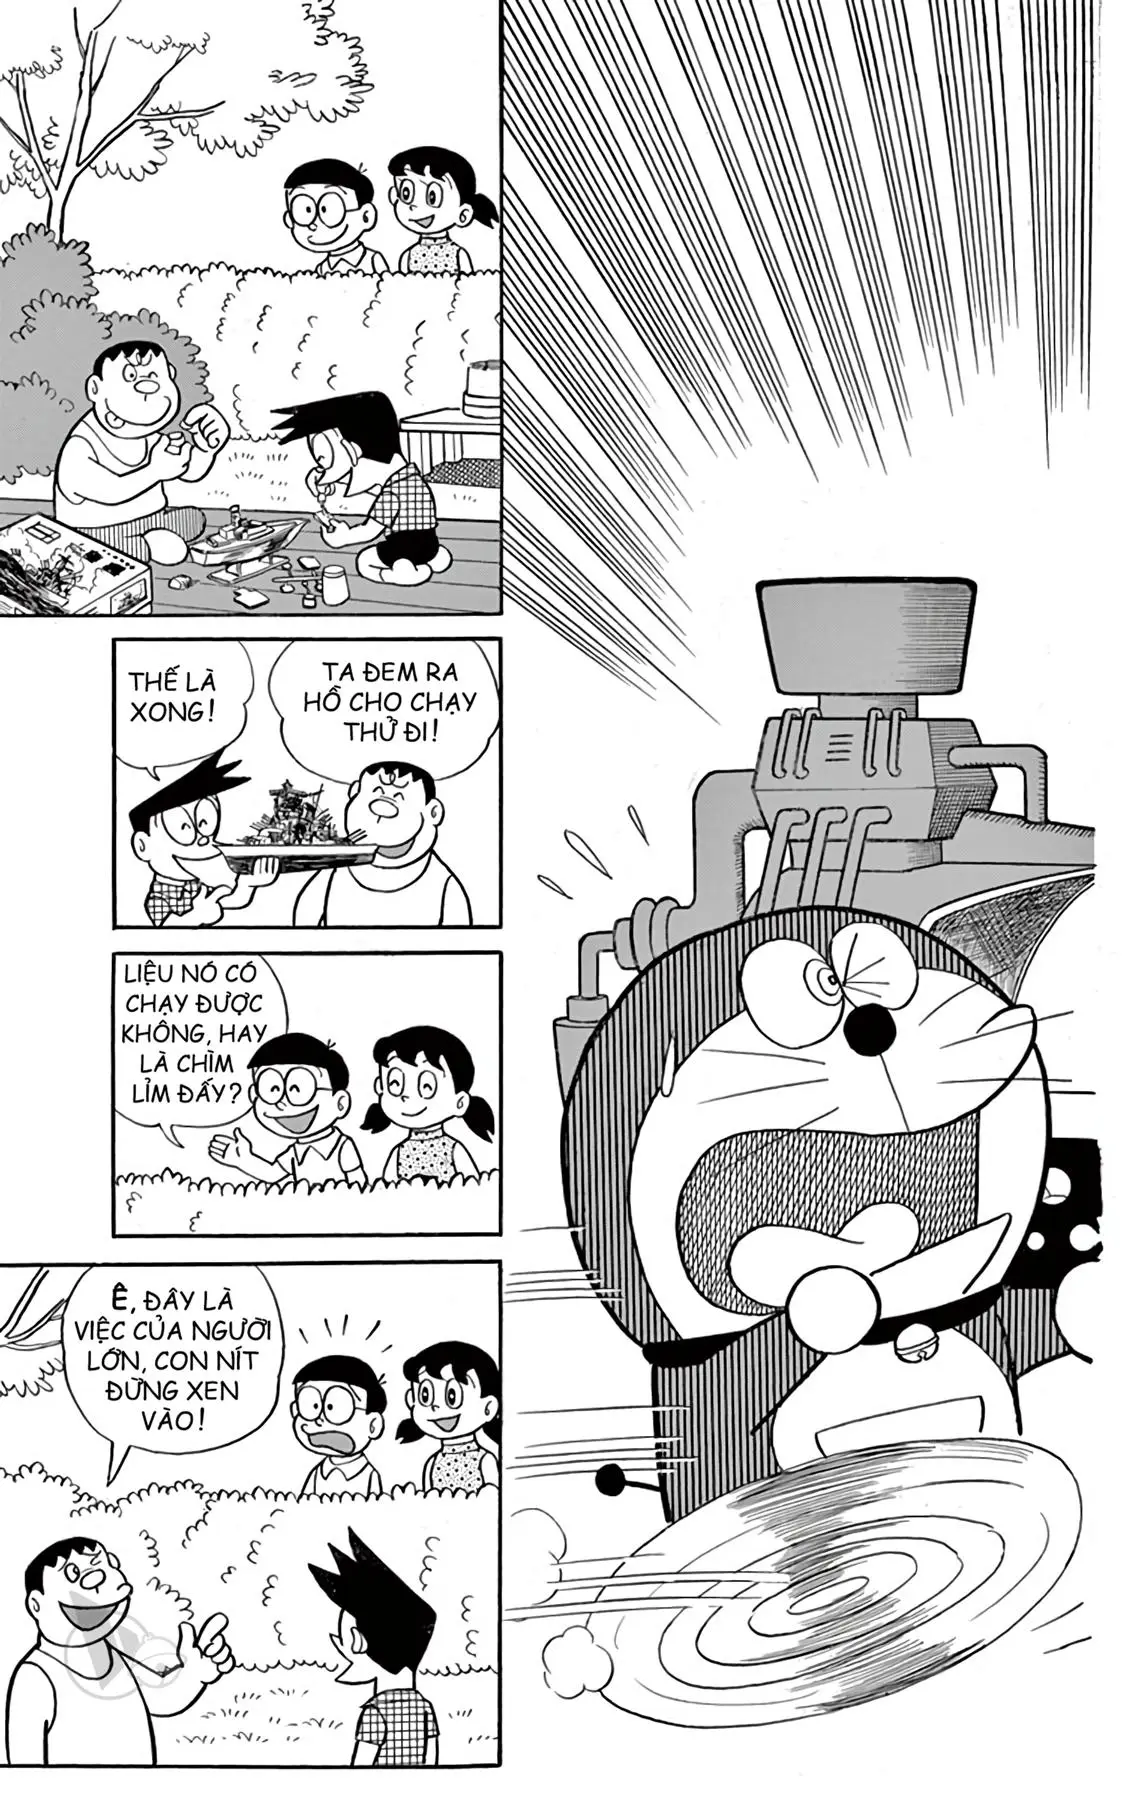 THẾ LÀ
XONG!
TA ĐEM RA
HỒ CHO CHẠY
THỬ ĐI!
LIỆU NÓ CÓ
CHẠY ĐƯỢC
KHÔNG, HAY
LÀ CHÌM
LỈM ĐẤY?
Ê, ĐÂY LÀ
VIỆC CỦA NGƯỜI
LỚN, CON NÍT
ĐỪNG XEN
VÀO!